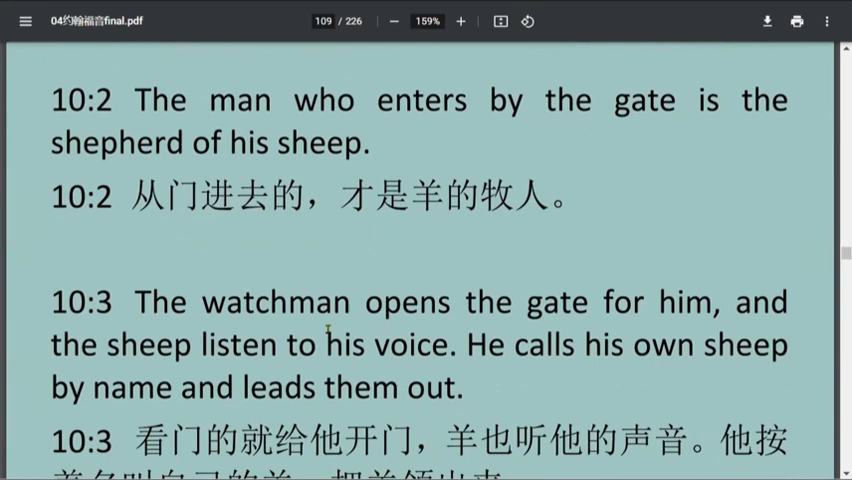 04约翰福音final.pdf
109 / 226
159%
10:2 The man who enters by the gate is the
shepherd of his sheep.
10:2 从门进去的，才是羊的牧人。
10:3 The watchman opens the gate for him, and
the sheep listen to his voice. He calls his own sheep
by name and leads them out.
10:3 看门的就给他开门，羊也听他的声音。他按